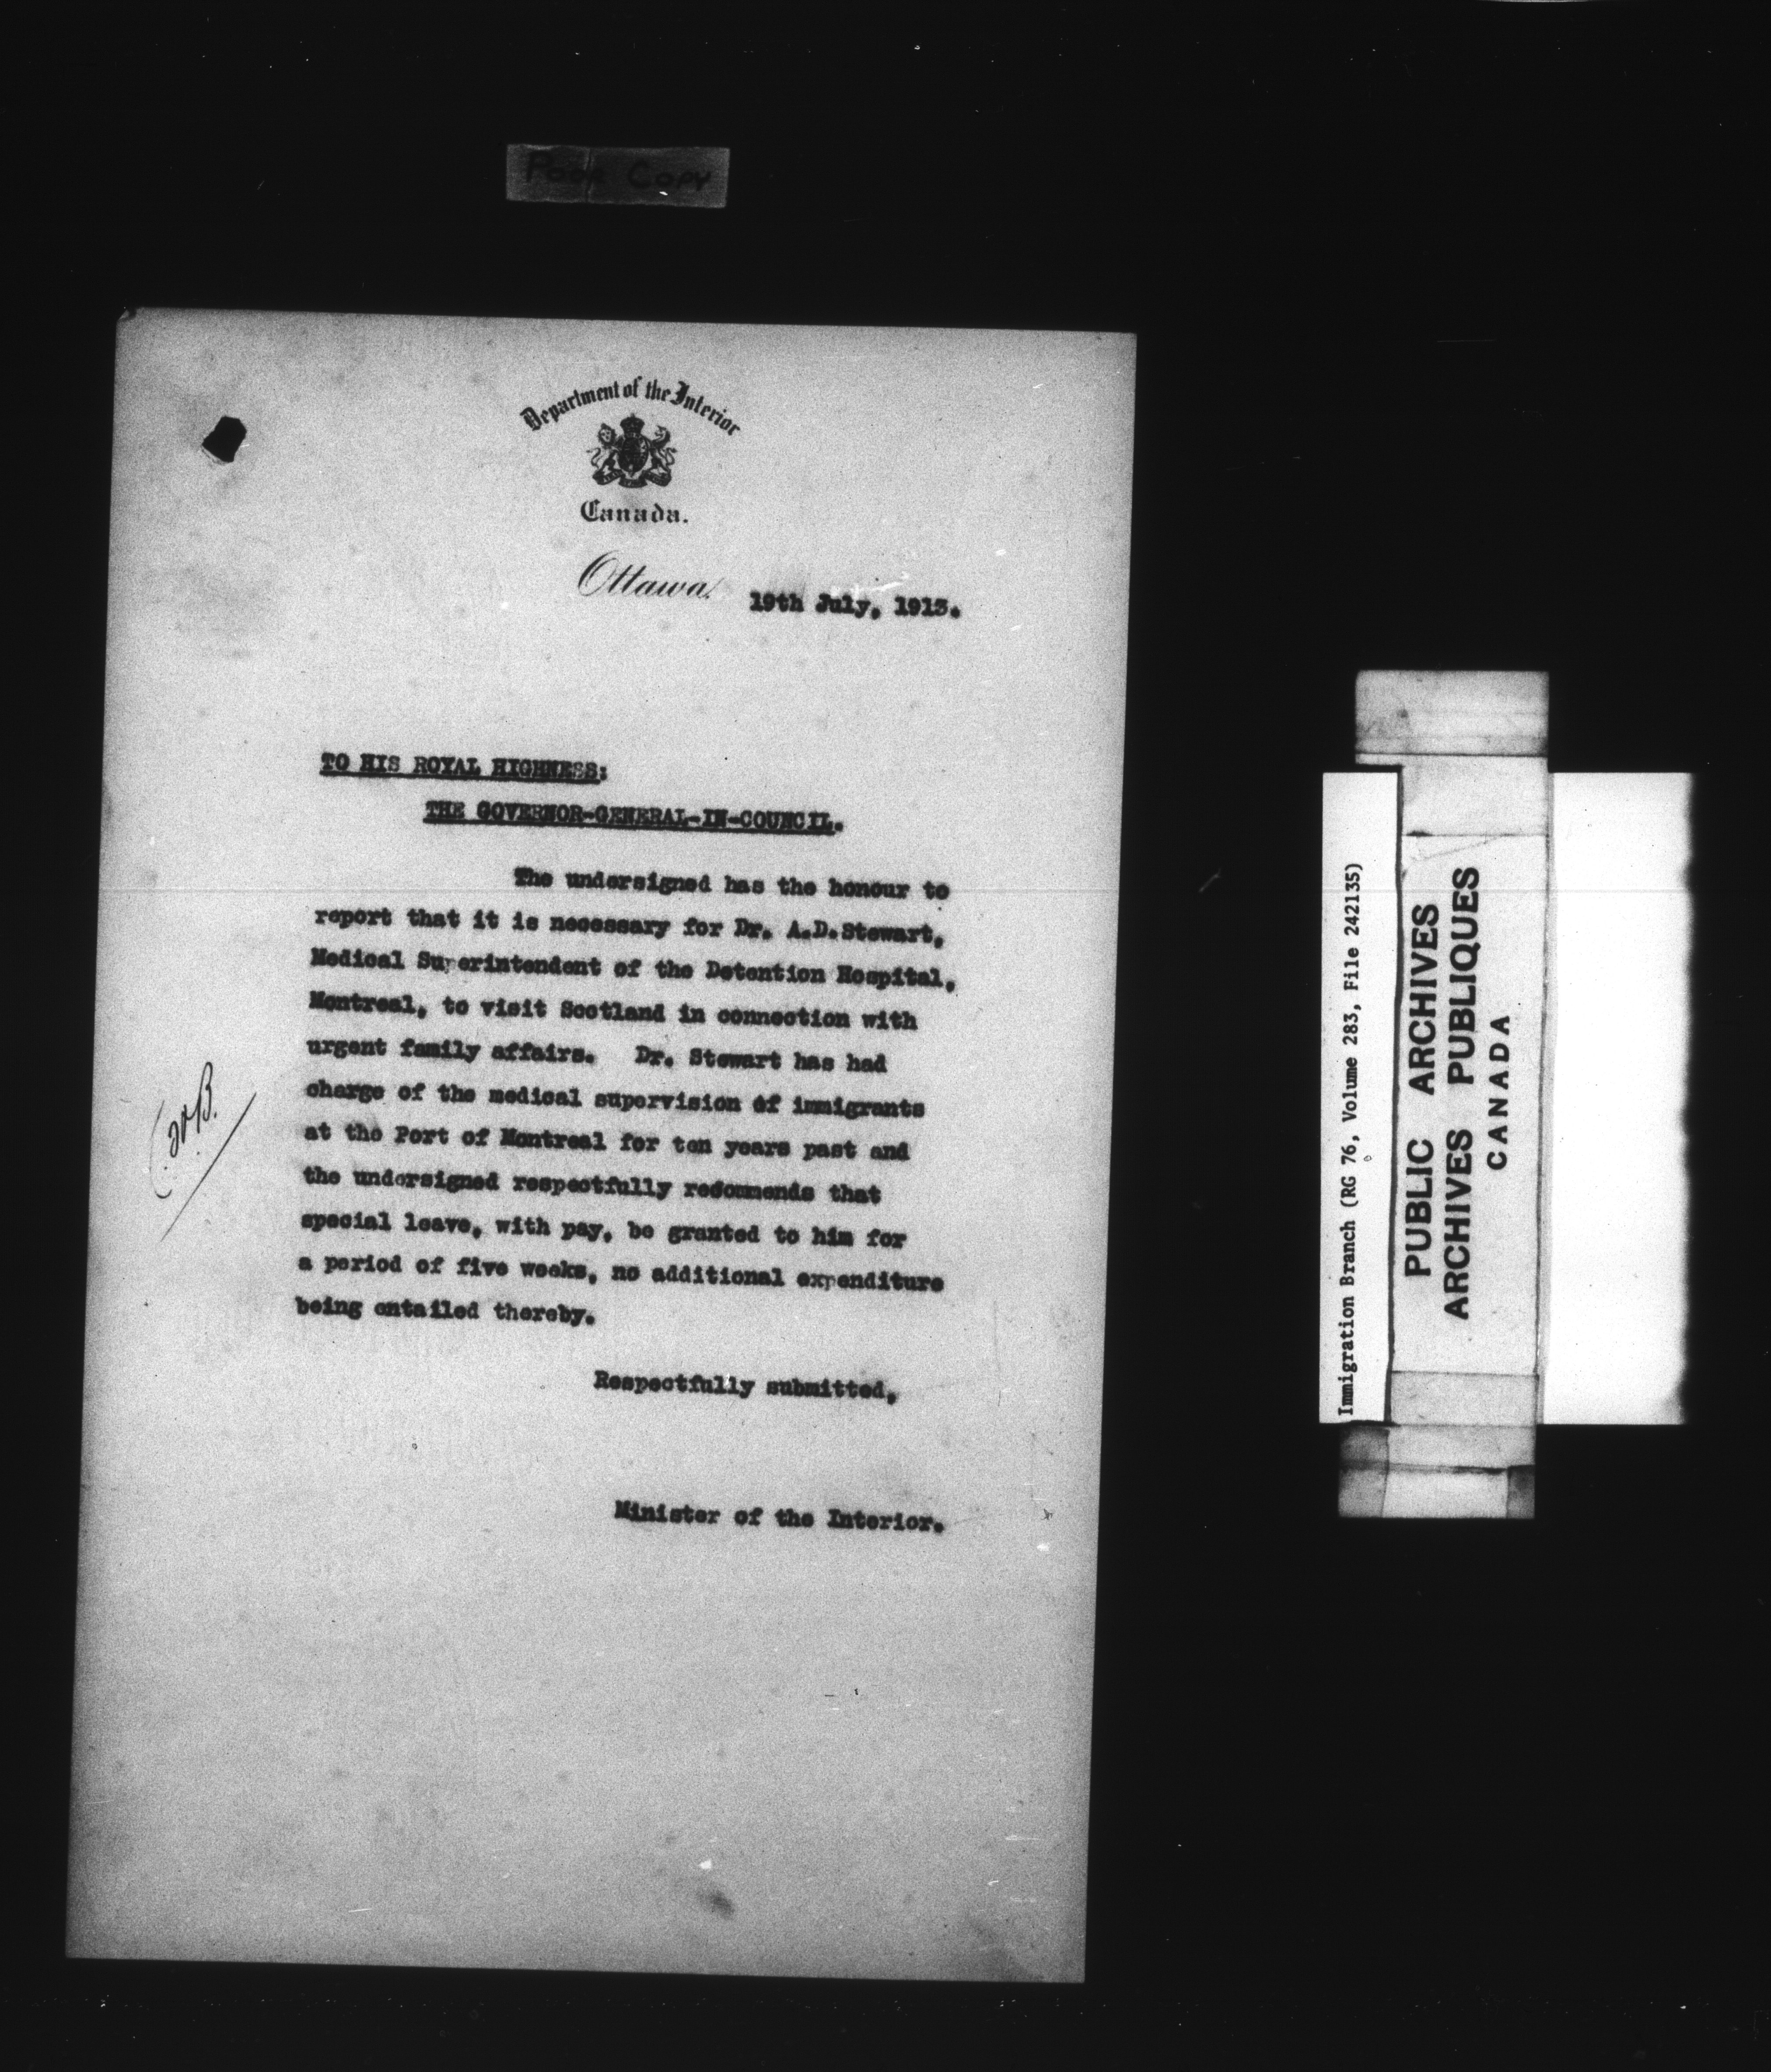 Poor Copy
Department of the Interior
Canada.
Ottawa, 19th July, 1913.
TO HIS ROYAL HIGHNESS:
THE GOVERNOR-GENERAL-IN-COUNCIL.
The undersigned has the honour to
report that it is necessary for Dr. A.D.Stewart,
Medical Superintendent of the Detention Hospital,
Montreal, to visit Scotland in connection with
urgent family affairs. Dr. Stewart has had
charge of the medical supervision of immigrants
at the Port of Montreal for ten years past and
the undersigned respectfully recommends that
special leave, with pay, be granted to him for
a period of five weeks, no additional expenditure
being entailed thereby.
Respectfully submitted,
Minister of the Interior.
Immigration Branch (RG 76, Volume 283, File 242135)
PUBLIC ARCHIVES
ARCHIVES PUBLIQUES
CANADA